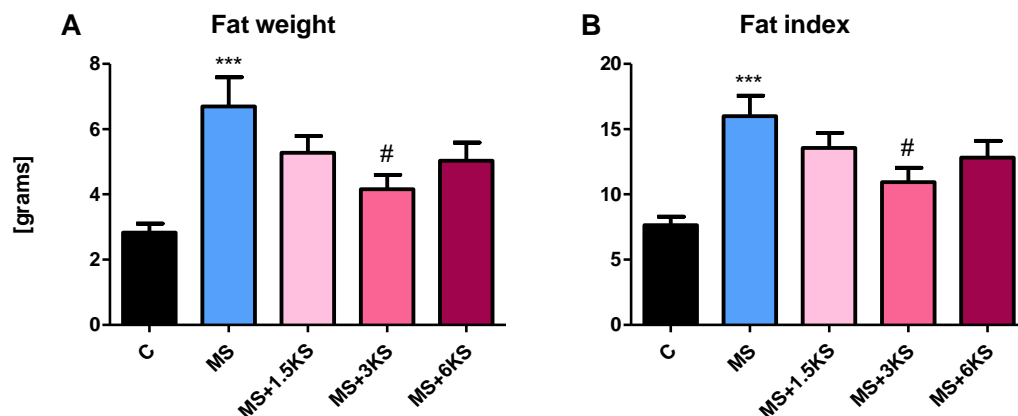 A
Fat weight
[grams]
8
6
4
2
0
***
#
C
MS
MS+1.5KS
MS+3KS
MS+6KS
B
Fat index
20
15
10
5
0
***
#
C
MS
MS+1.5KS
MS+3KS
MS+6KS